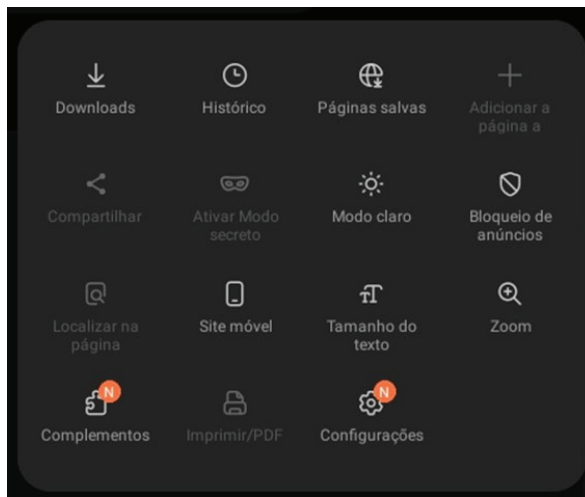 Downloads
Histórico
Páginas salvas
Adicionar a
página a
Compartilhar
Ativar Modo
secreto
Modo claro
Bloqueio de
anúncios
Localizar na
página
Site móvel
Tamanho do
texto
Zoom
N
Complementos
Imprimir/PDF
N
Configurações